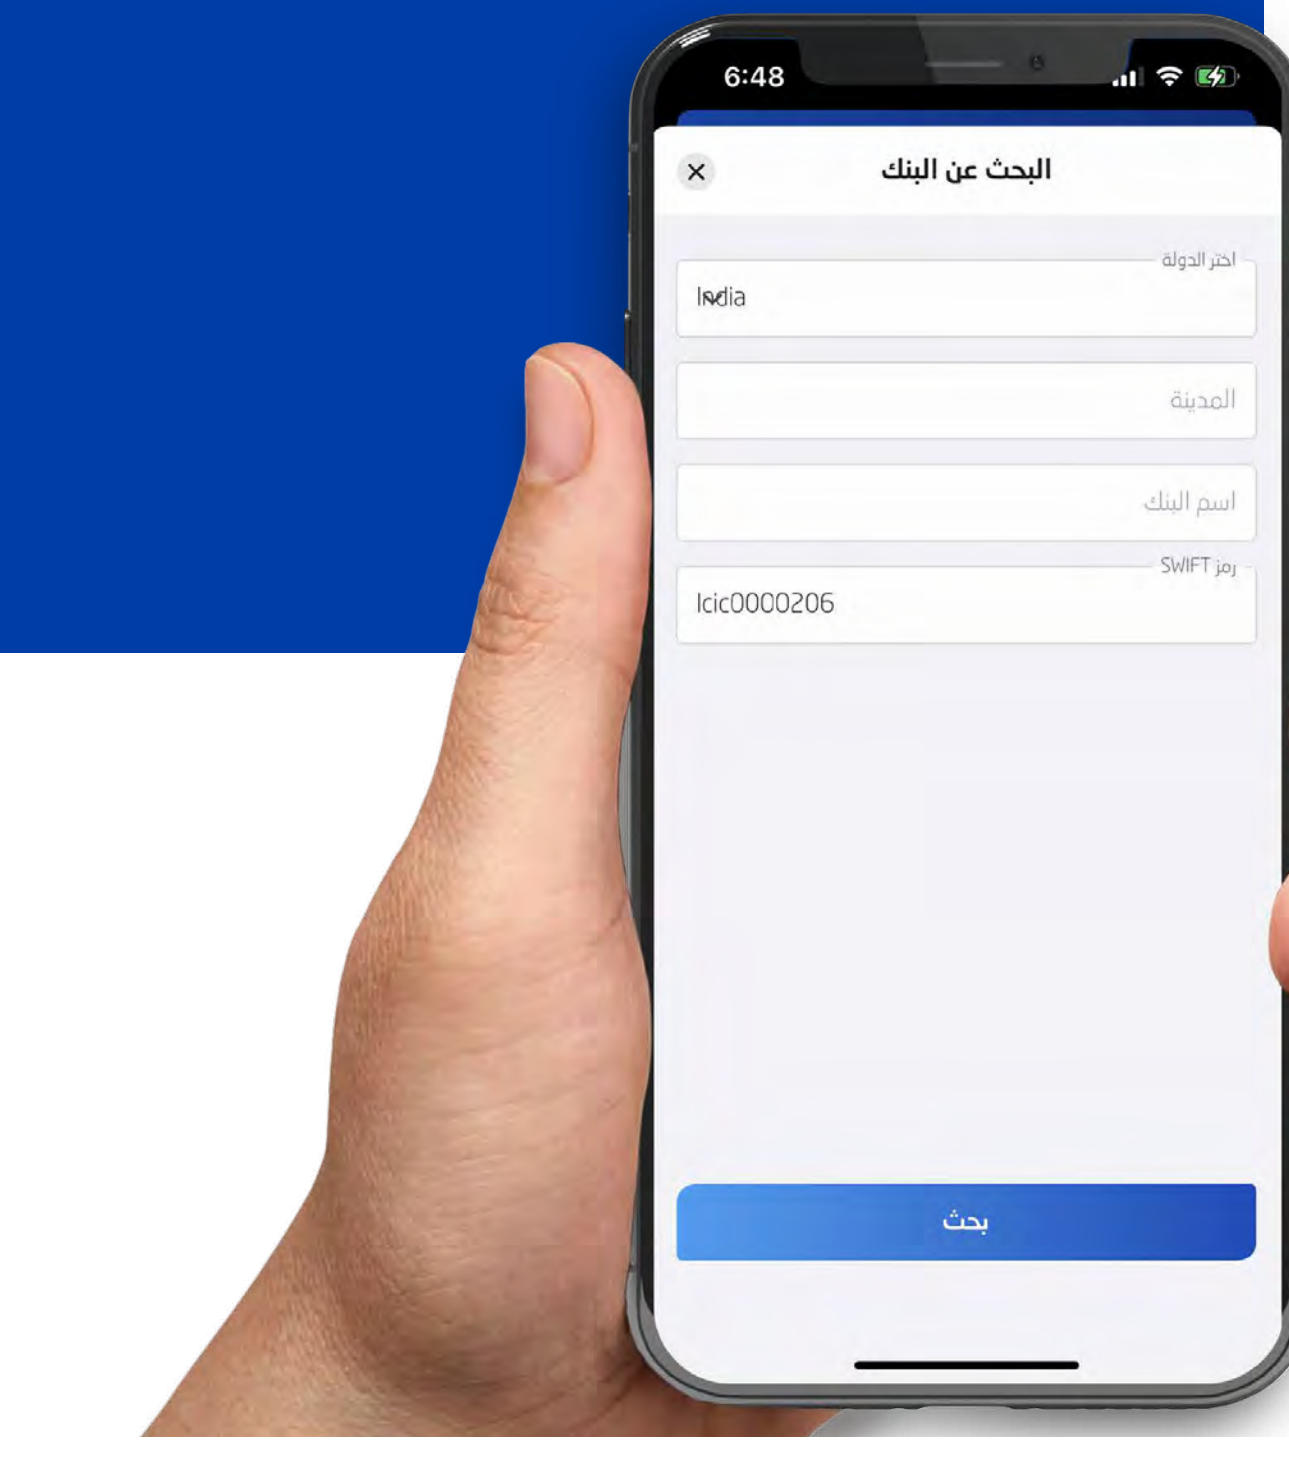 6:48
البحث عن البنك
اختر الدولة
India
المدينة
اسم البنك
رمز SWIFT
Icic0000206
بحث